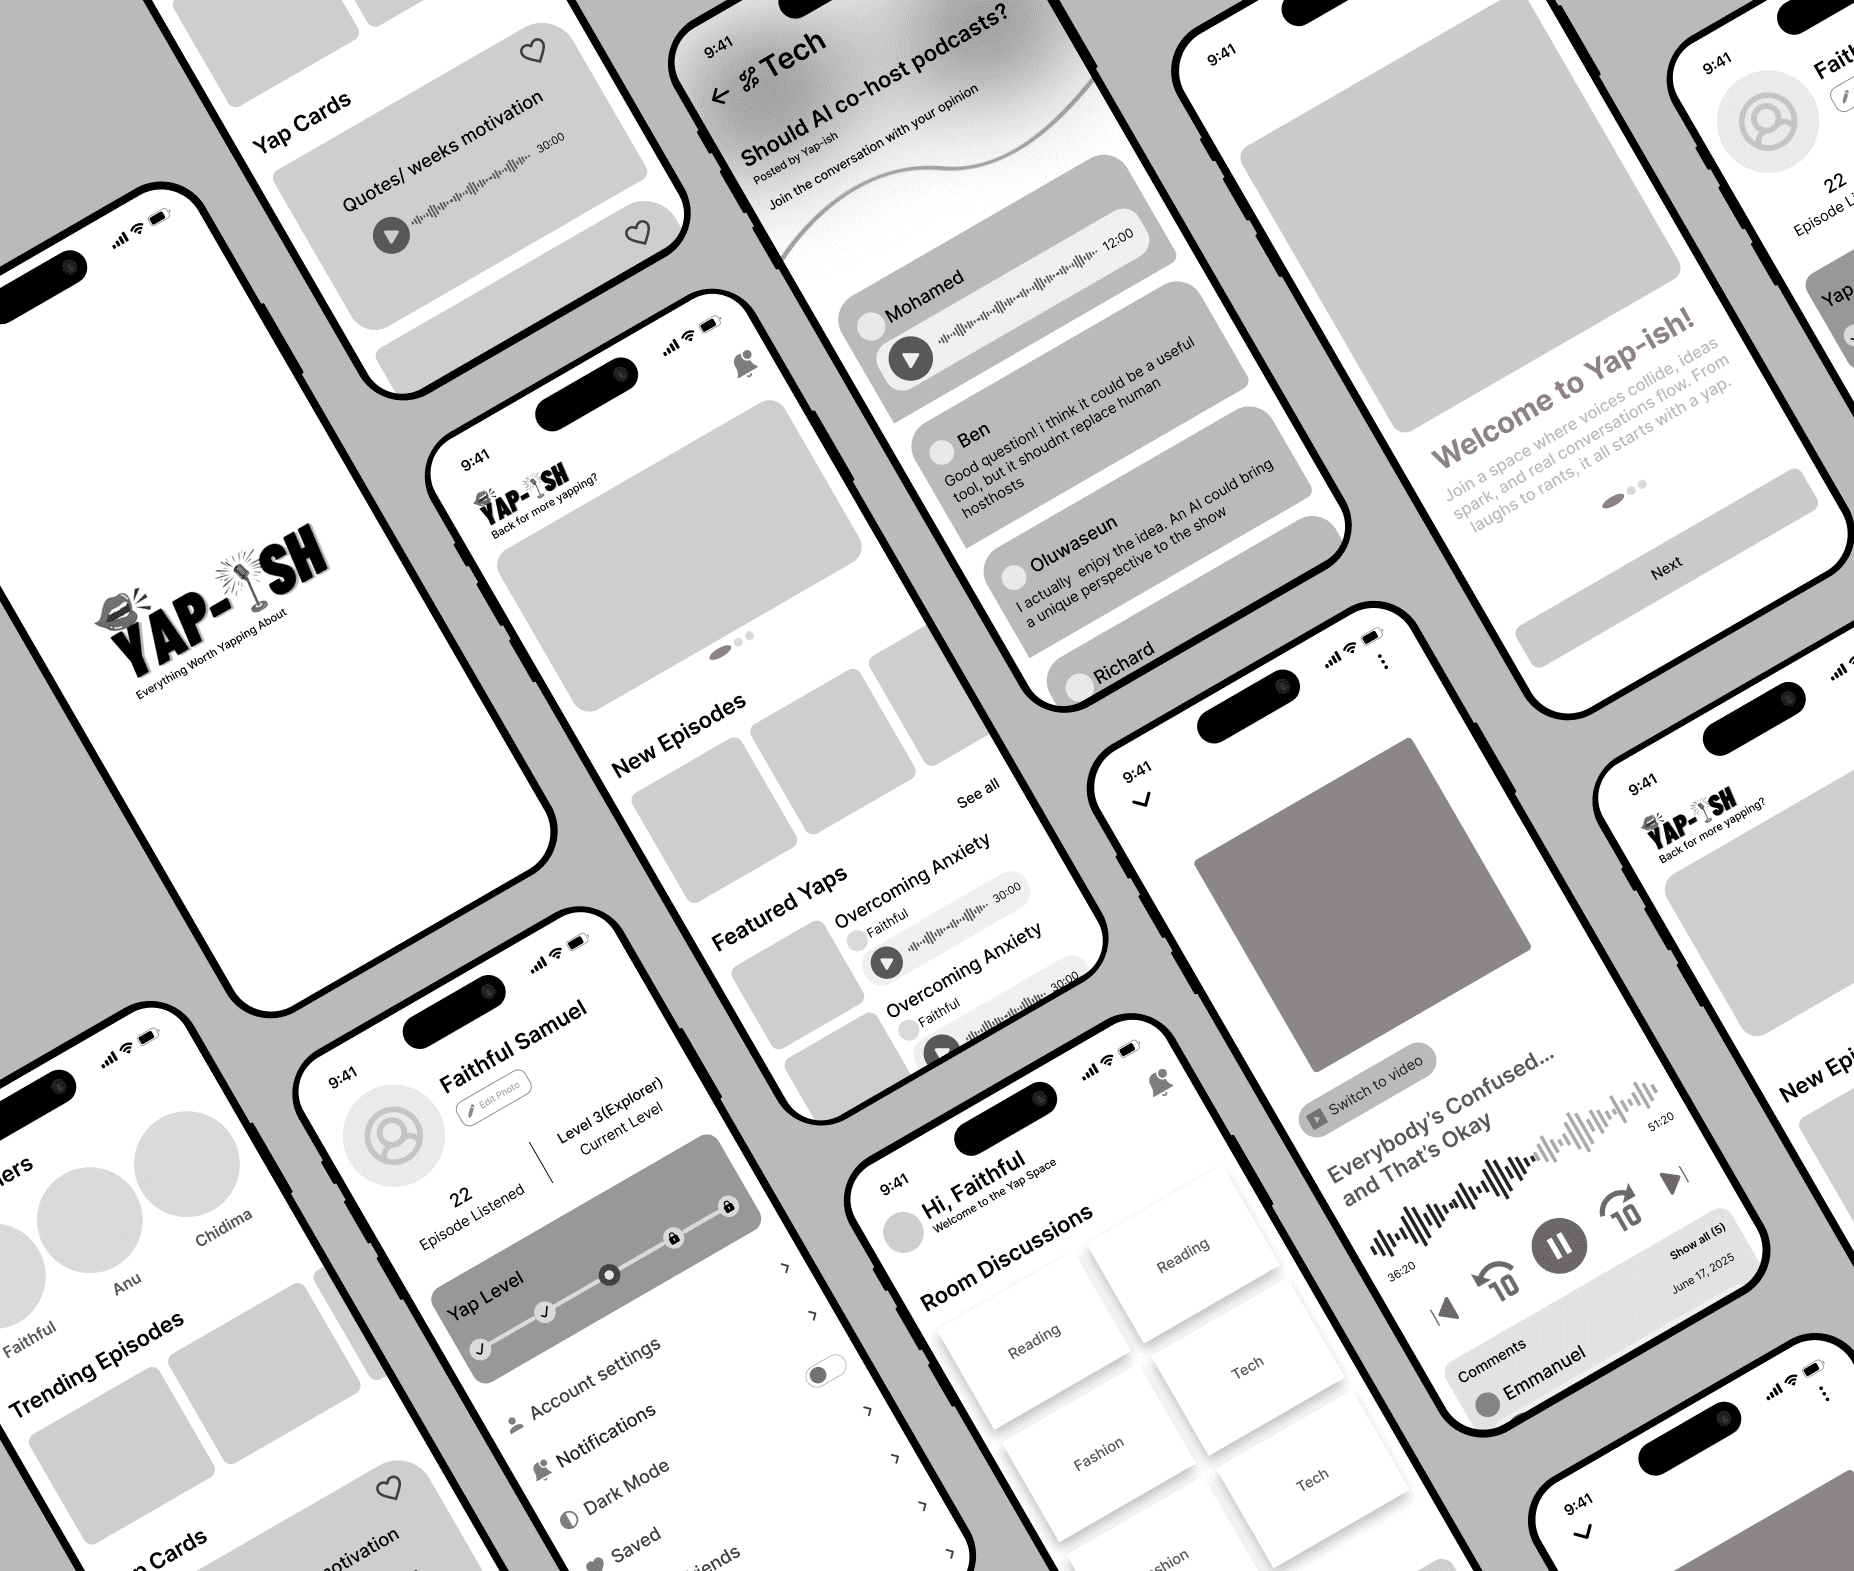 Yap Cards
Quotes/ weeks motivation
30:00
YAP-ISH
Everything Worth Yapping About
9:41
YAP-ISH
Back for more yapping?
New Episodes
See all
Featured Yaps
Overcoming Anxiety
Faithful
30:00
Overcoming Anxiety
Faithful
30:00
9:41
Tech
Should AI co-host podcasts?
Posted by Yap-ish
Join the conversation with your opinion
Mohamed
12:00
Ben
Good question! i think it could be a useful
tool, but it shoudnt replace human
hosthosts
Oluwaseun
I actually enjoy the idea. An AI could bring
a unique perspective to the show
Richard
9:41
Welcome to Yap-ish!
Join a space where voices collide, ideas
spark, and real conversations flow. From
laughs to rants, it all starts with a yap.
Next
9:41
Faith
22
Episode Li
Yap
ners
Faithful
Anu
Chidima
Trending Episodes
p Cards
otivation
9:41
Faithful Samuel
Edit Photo
22
Episode Listened
Level 3(Explorer)
Current Level
Yap Level
Account settings
Notifications
Dark Mode
Saved
riends
9:41
Hi, Faithful
Welcome to the Yap Space
Room Discussions
Reading
Reading
Fashion
Tech
shion
Tech
9:41
Switch to video
Everybody's Confused...
and That's Okay
36:20
51:20
10
10
Comments
Show all (5)
Emmanuel
June 17, 2025
9:41
YAP-ISH
Back for more yapping?
New Epi
9:41